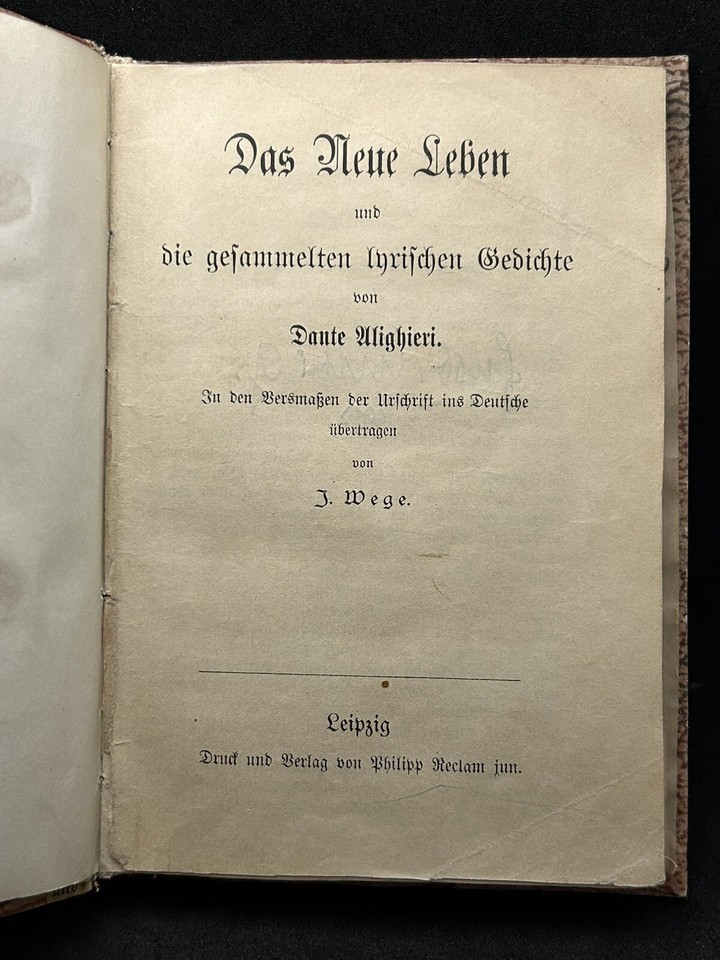 Das Neue Leben
und
die gesammelten lyrischen Gedichte
von
Dante Alighieri.
In den Versmaßen der Urschrift ins Deutsche
übertragen
von
J. Wege.
Leipzig
Druck und Verlag von Philipp Reclam jun.